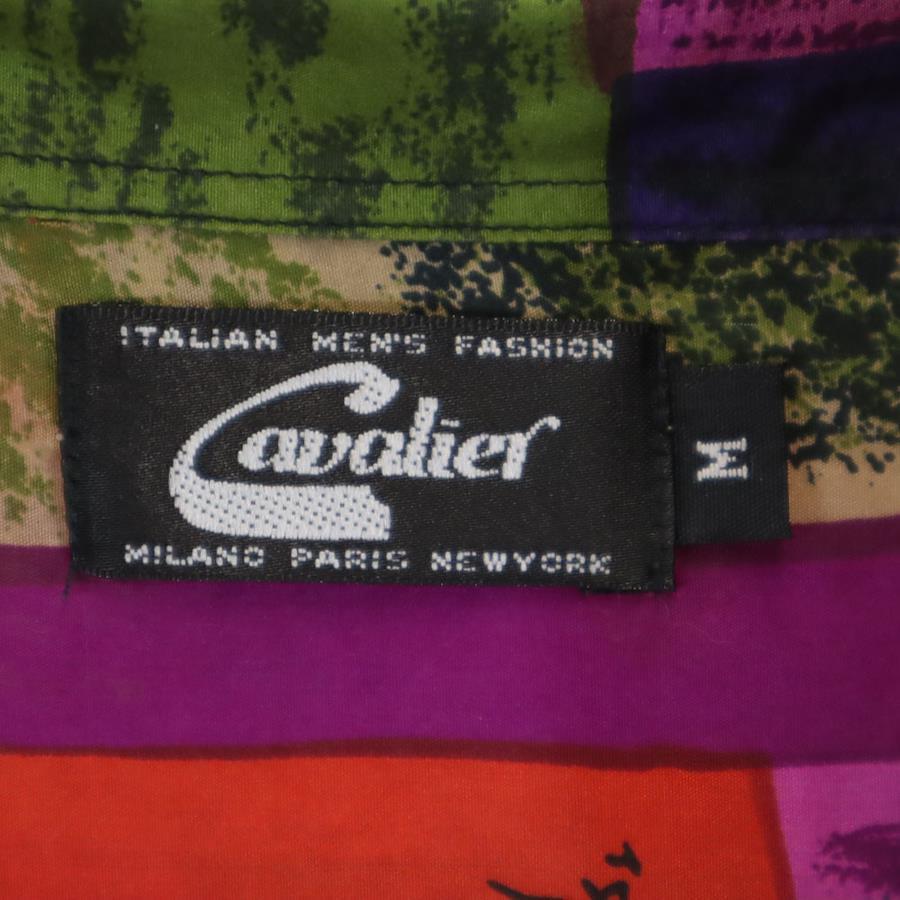 ITALIAN MEN'S FASHION
Cavalier
MILANO PARIS NEWYORK
M